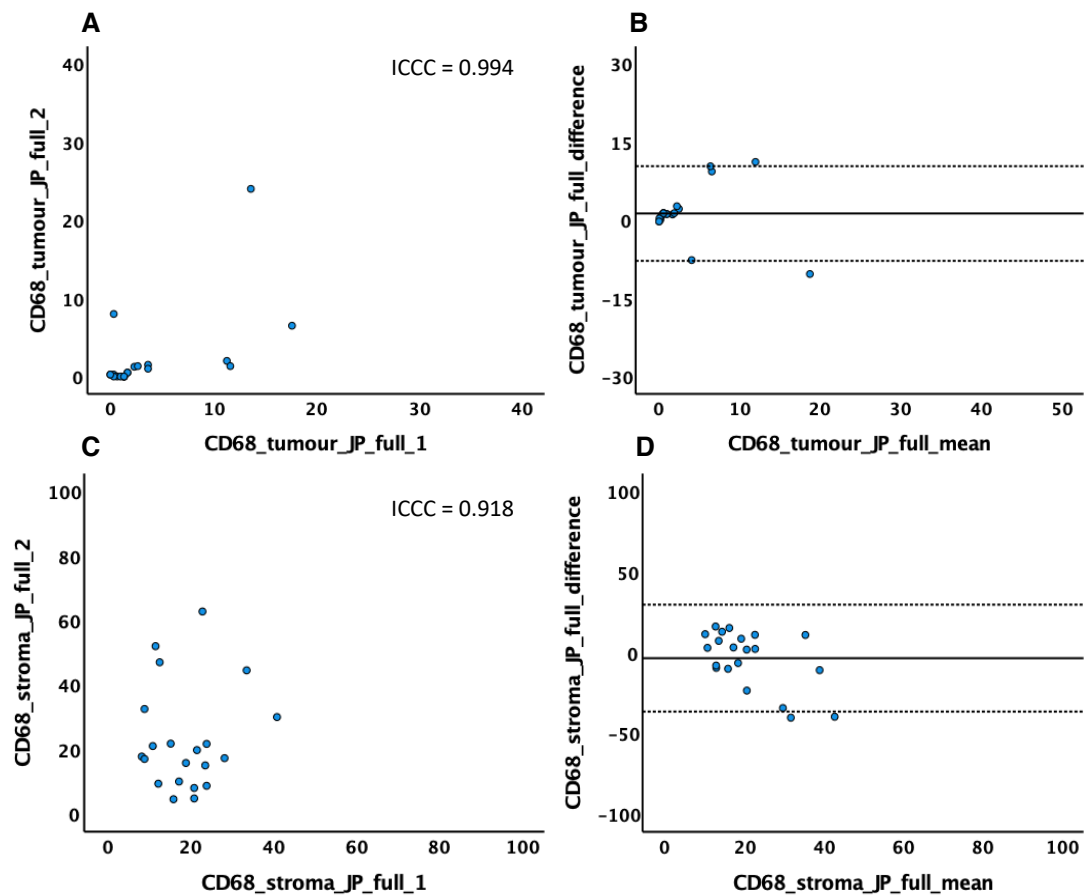 A
ICCC = 0.994
CD68_tumour_JP_full_2
40
30
20
10
0
0 10 20 30 40
CD68_tumour_JP_full_1
B
CD68_tumour_JP_full_difference
30
15
0
−15
−30
0 10 20 30 40 50
CD68_tumour_JP_full_mean
C
ICCC = 0.918
CD68_stroma_JP_full_2
100
80
60
40
20
0
0 20 40 60 80 100
CD68_stroma_JP_full_1
D
CD68_stroma_JP_full_difference
100
50
0
−50
−100
0 20 40 60 80 100
CD68_stroma_JP_full_mean